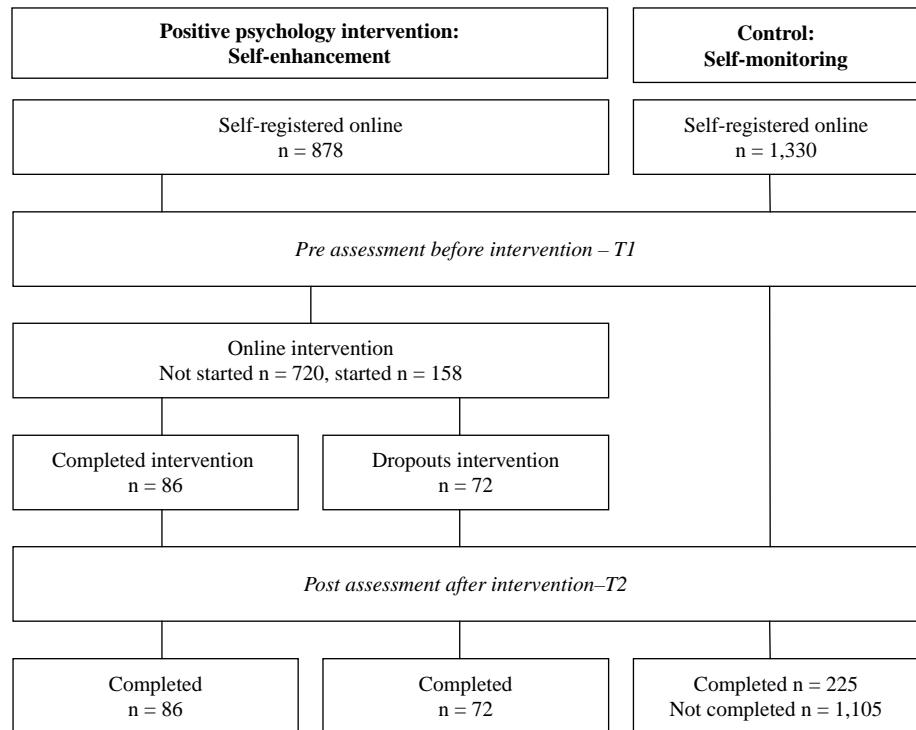 Positive psychology intervention:
Self-enhancement
Control:
Self-monitoring
Self-registered online
n = 878
Self-registered online
n = 1,330
Pre assessment before intervention – T1
Online intervention
Not started n = 720, started n = 158
Completed intervention
n = 86
Dropouts intervention
n = 72
Post assessment after intervention–T2
Completed
n = 86
Completed
n = 72
Completed n = 225
Not completed n = 1,105